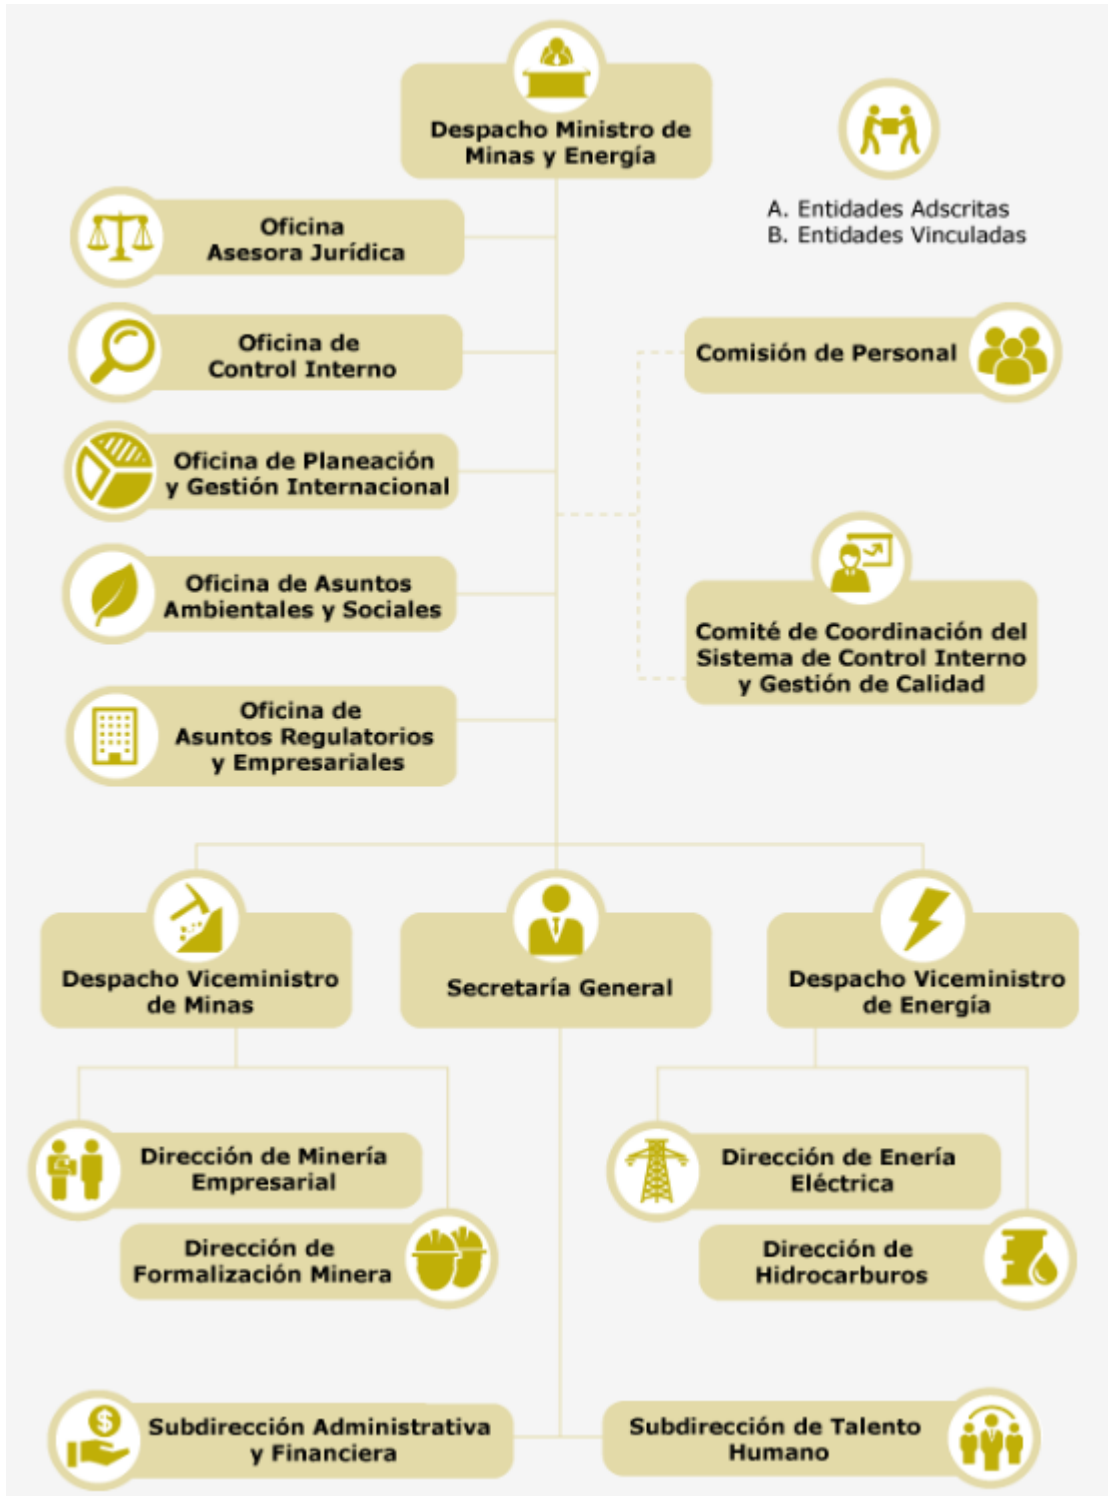 Despacho Ministro de
Minas y Energía
A. Entidades Adscritas
B. Entidades Vinculadas
Oficina
Asesora Jurídica
Oficina de
Control Interno
Comisión de Personal
Oficina de Planeación
y Gestión Internacional
Oficina de Asuntos
Ambientales y Sociales
Comité de Coordinación del
Sistema de Control Interno
y Gestión de Calidad
Oficina de
Asuntos Regulatorios
y Empresariales
Despacho Viceministro
de Minas
Secretaría General
Despacho Viceministro
de Energía
Dirección de Minería
Empresarial
Dirección de
Formalización Minera
Dirección de Enería
Eléctrica
Dirección de
Hidrocarburos
$
Subdirección Administrativa
y Financiera
Subdirección de Talento
Humano